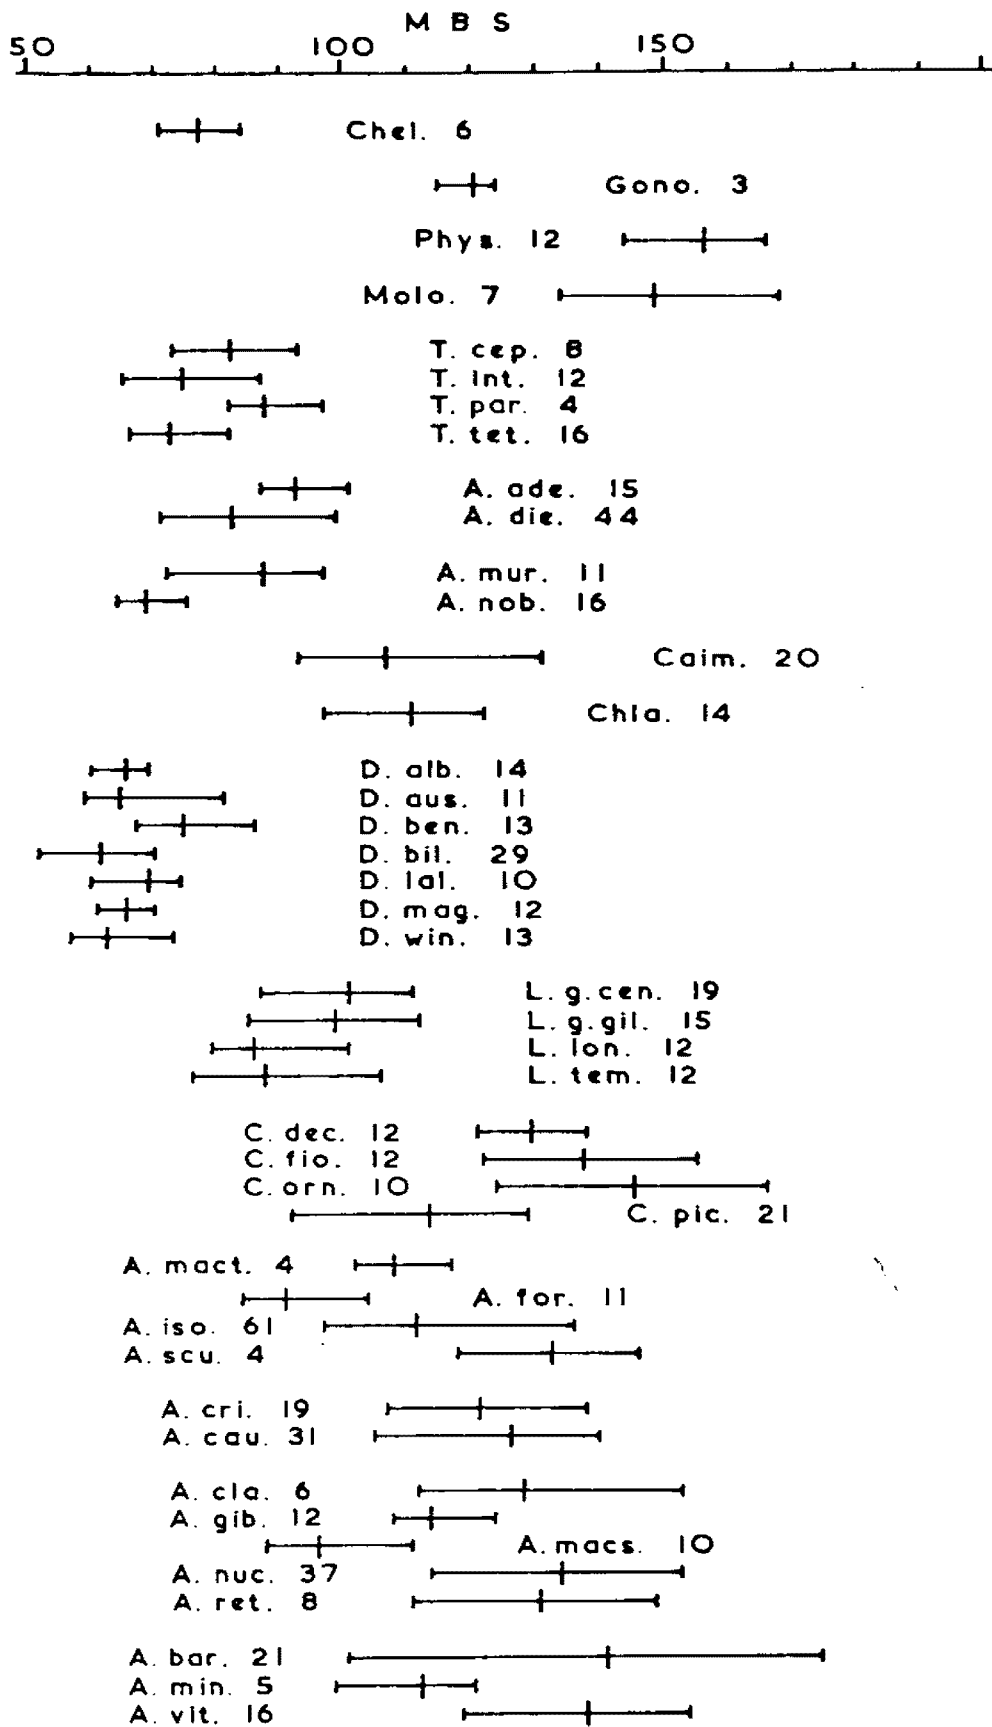 M B S
50 100 150
Chel. 6
Gono. 3
Phys. 12
Molo. 7
T. cep. 8
T. int. 12
T. par. 4
T. tet. 16
A. ade. 15
A. die. 44
A. mur. 11
A. nob. 16
Caim. 20
Chla. 14
D. alb. 14
D. aus. 11
D. ben. 13
D. bil. 29
D. lal. 10
D. mag. 12
D. win. 13
L. g.cen. 19
L. g.gil. 15
L. lon. 12
L. tem. 12
C. dec. 12
C. fio. 12
C. orn. 10
C. pic. 21
A. mact. 4
A. for. 11
A. iso. 61
A. scu. 4
A. cri. 19
A. cau. 31
A. cla. 6
A. gib. 12
A. macs. 10
A. nuc. 37
A. ret. 8
A. bar. 21
A. min. 5
A. vit. 16